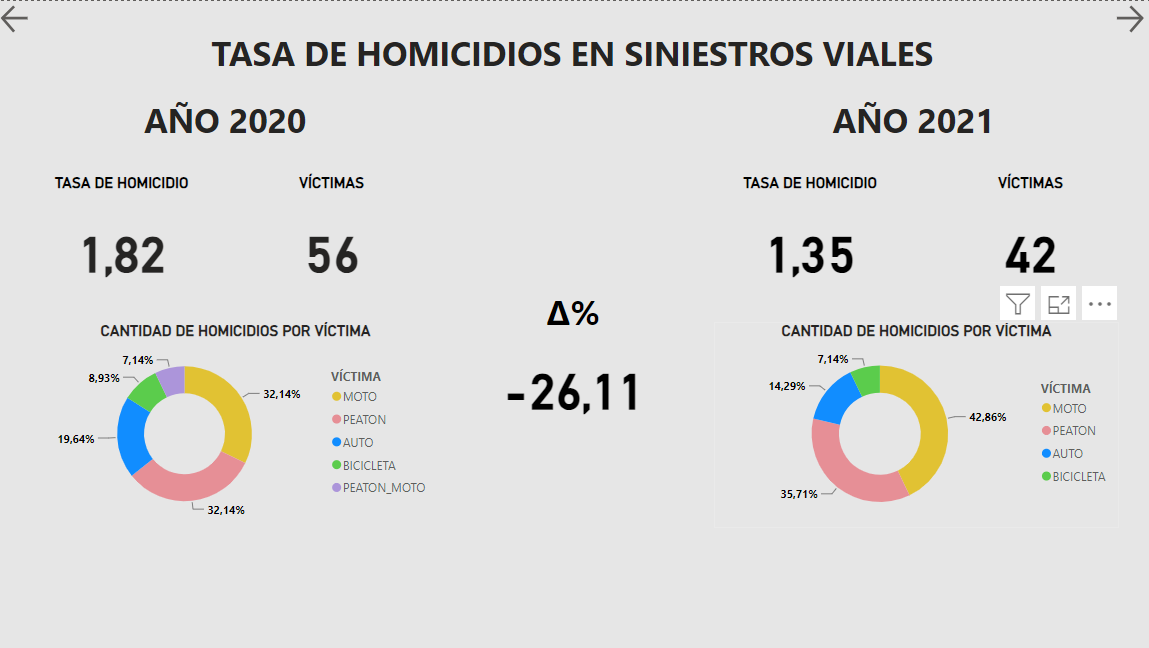 TASA DE HOMICIDIOS EN SINIESTROS VIALES
AÑO 2020
TASA DE HOMICIDIO
VÍCTIMAS
1,82
56
CANTIDAD DE HOMICIDIOS POR VÍCTIMA
7,14%
8,93%
19,64%
32,14%
32,14%
VÍCTIMA
MOTO
PEATON
AUTO
BICICLETA
PEATON_MOTO
Δ%
-26,11
AÑO 2021
TASA DE HOMICIDIO
VÍCTIMAS
1,35
42
CANTIDAD DE HOMICIDIOS POR VÍCTIMA
7,14%
14,29%
42,86%
35,71%
VÍCTIMA
MOTO
PEATON
AUTO
BICICLETA